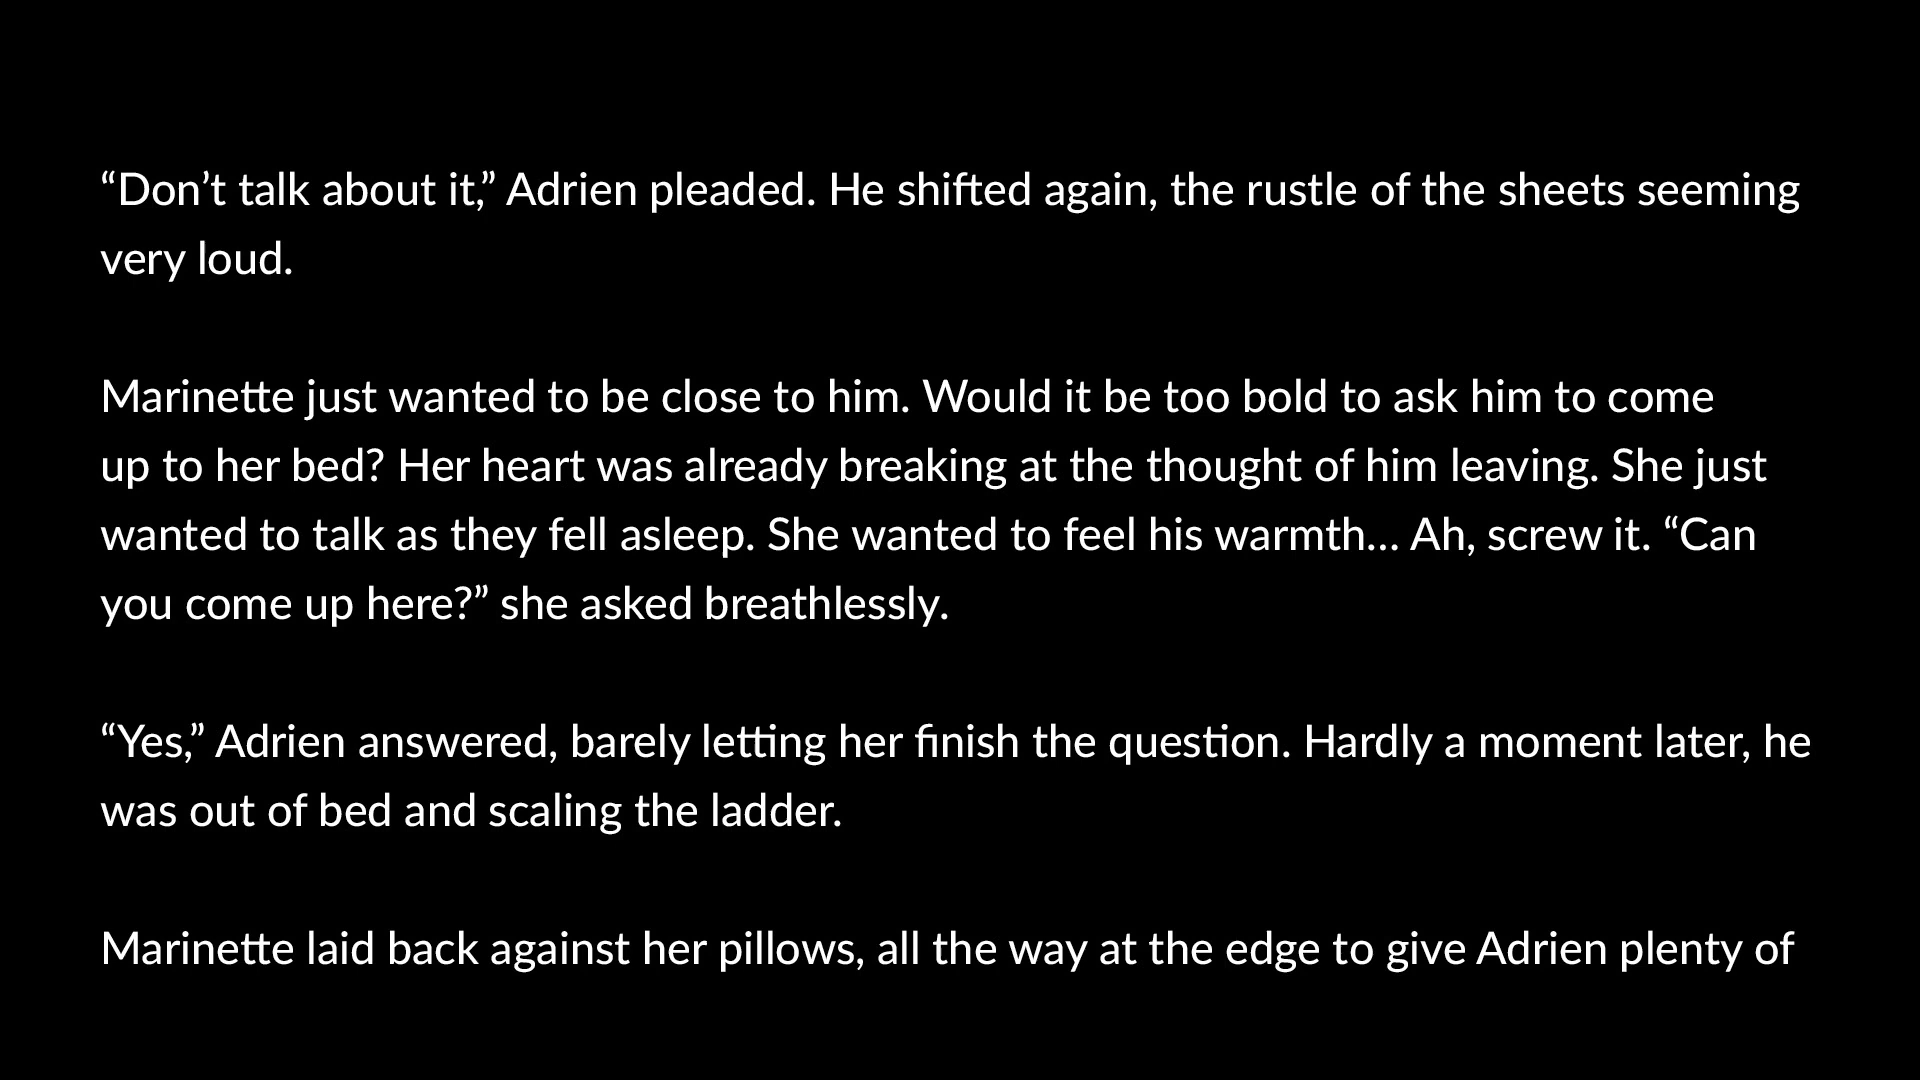 “Don’t talk about it,” Adrien pleaded. He shifted again, the rustle of the sheets seeming
very loud.
Marinette just wanted to be close to him. Would it be too bold to ask him to come
up to her bed? Her heart was already breaking at the thought of him leaving. She just
wanted to talk as they fell asleep. She wanted to feel his warmth... Ah, screw it. “Can
you come up here?” she asked breathlessly.
“Yes,” Adrien answered, barely letting her finish the question. Hardly a moment later, he
was out of bed and scaling the ladder.
Marinette laid back against her pillows, all the way at the edge to give Adrien plenty of